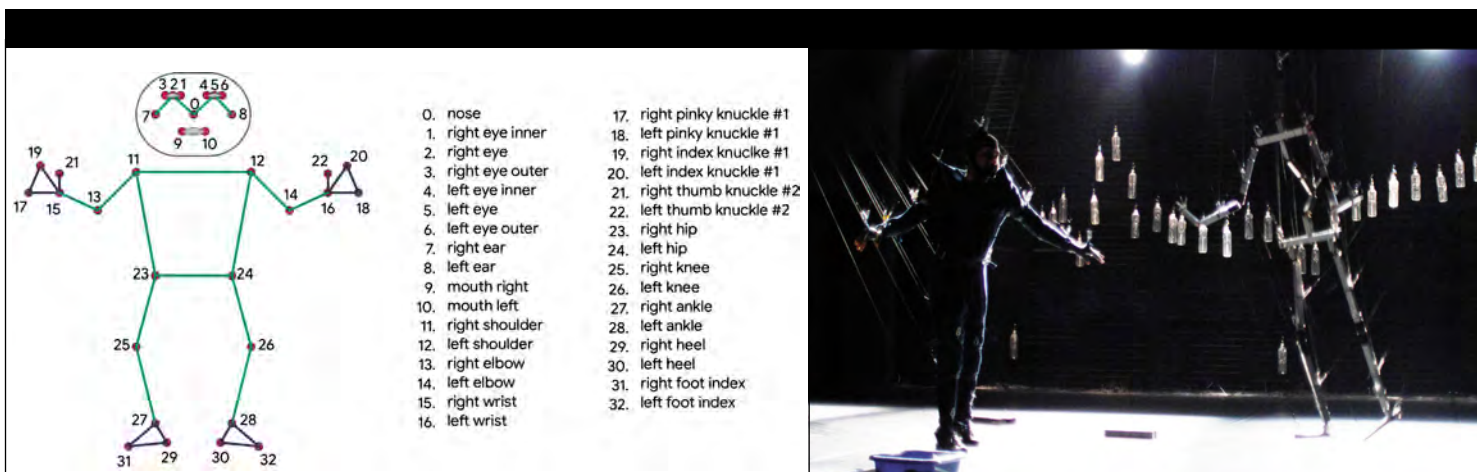 3 2 1 4 5 6
0
7 8
9 10
19 21 11 12 22 20
17 15 13 14 16 18
23 24
25 26
27 28
31 29 30 32
0. nose
1. right eye inner
2. right eye
3. right eye outer
4. left eye inner
5. left eye
6. left eye outer
7. right ear
8. left ear
9. mouth right
10. mouth left
11. right shoulder
12. left shoulder
13. right elbow
14. left elbow
15. right wrist
16. left wrist
17. right pinky knuckle #1
18. left pinky knuckle #1
19. right index knuclke #1
20. left index knuckle #1
21. right thumb knuckle #2
22. left thumb knuckle #2
23. right hip
24. left hip
25. right knee
26. left knee
27. right ankle
28. left ankle
29. right heel
30. left heel
31. right foot index
32. left foot index